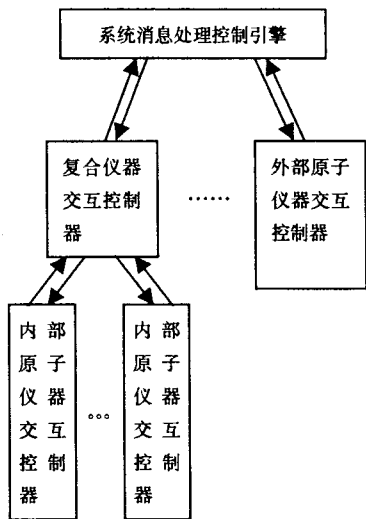 系统消息处理控制引擎
复合仪器
交互控制
器
……
外部原子
仪器交互
控制器
内部
原子
仪器
交互
控制
器
。。。
内部
原子
仪器
交互
控制
器